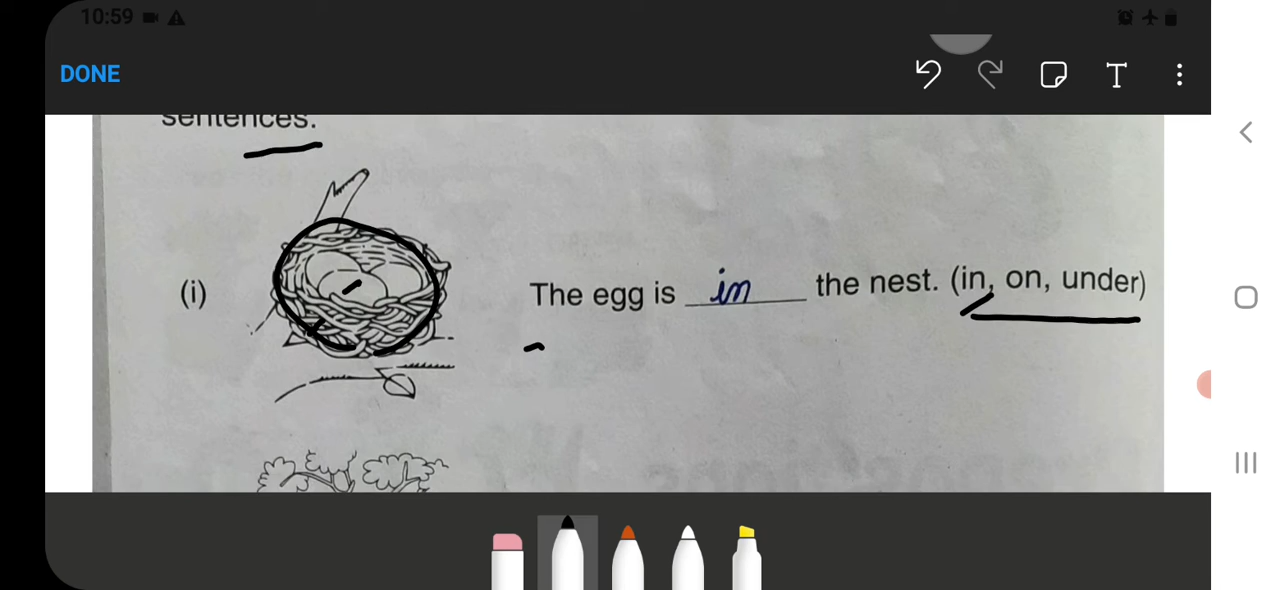 10:59
DONE
T
sentences.
(i) The egg is in the nest. (in, on, under)